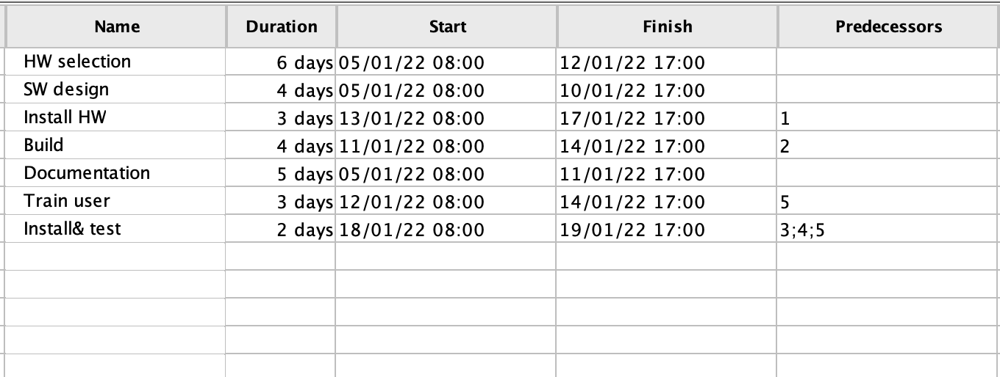 Name Duration Start Finish Predecessors
HW selection 6 days 05/01/22 08:00 12/01/22 17:00
SW design 4 days 05/01/22 08:00 10/01/22 17:00
Install HW 3 days 13/01/22 08:00 17/01/22 17:00 1
Build 4 days 11/01/22 08:00 14/01/22 17:00 2
Documentation 5 days 05/01/22 08:00 11/01/22 17:00
Train user 3 days 12/01/22 08:00 14/01/22 17:00 5
Install& test 2 days 18/01/22 08:00 19/01/22 17:00 3;4;5